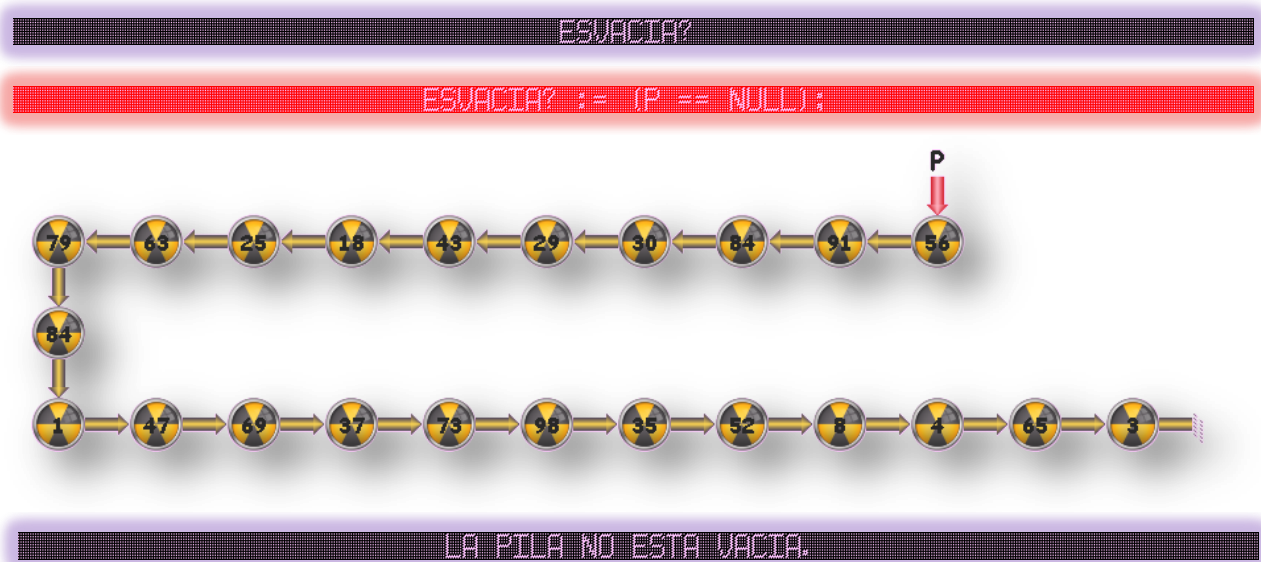 ESVACIA?
ESVACIA? := (P == NULL);
P
79 63 25 18 43 29 30 84 91 56
84
1 47 69 37 73 98 35 52 8 4 65 3
LA PILA NO ESTA VACIA.